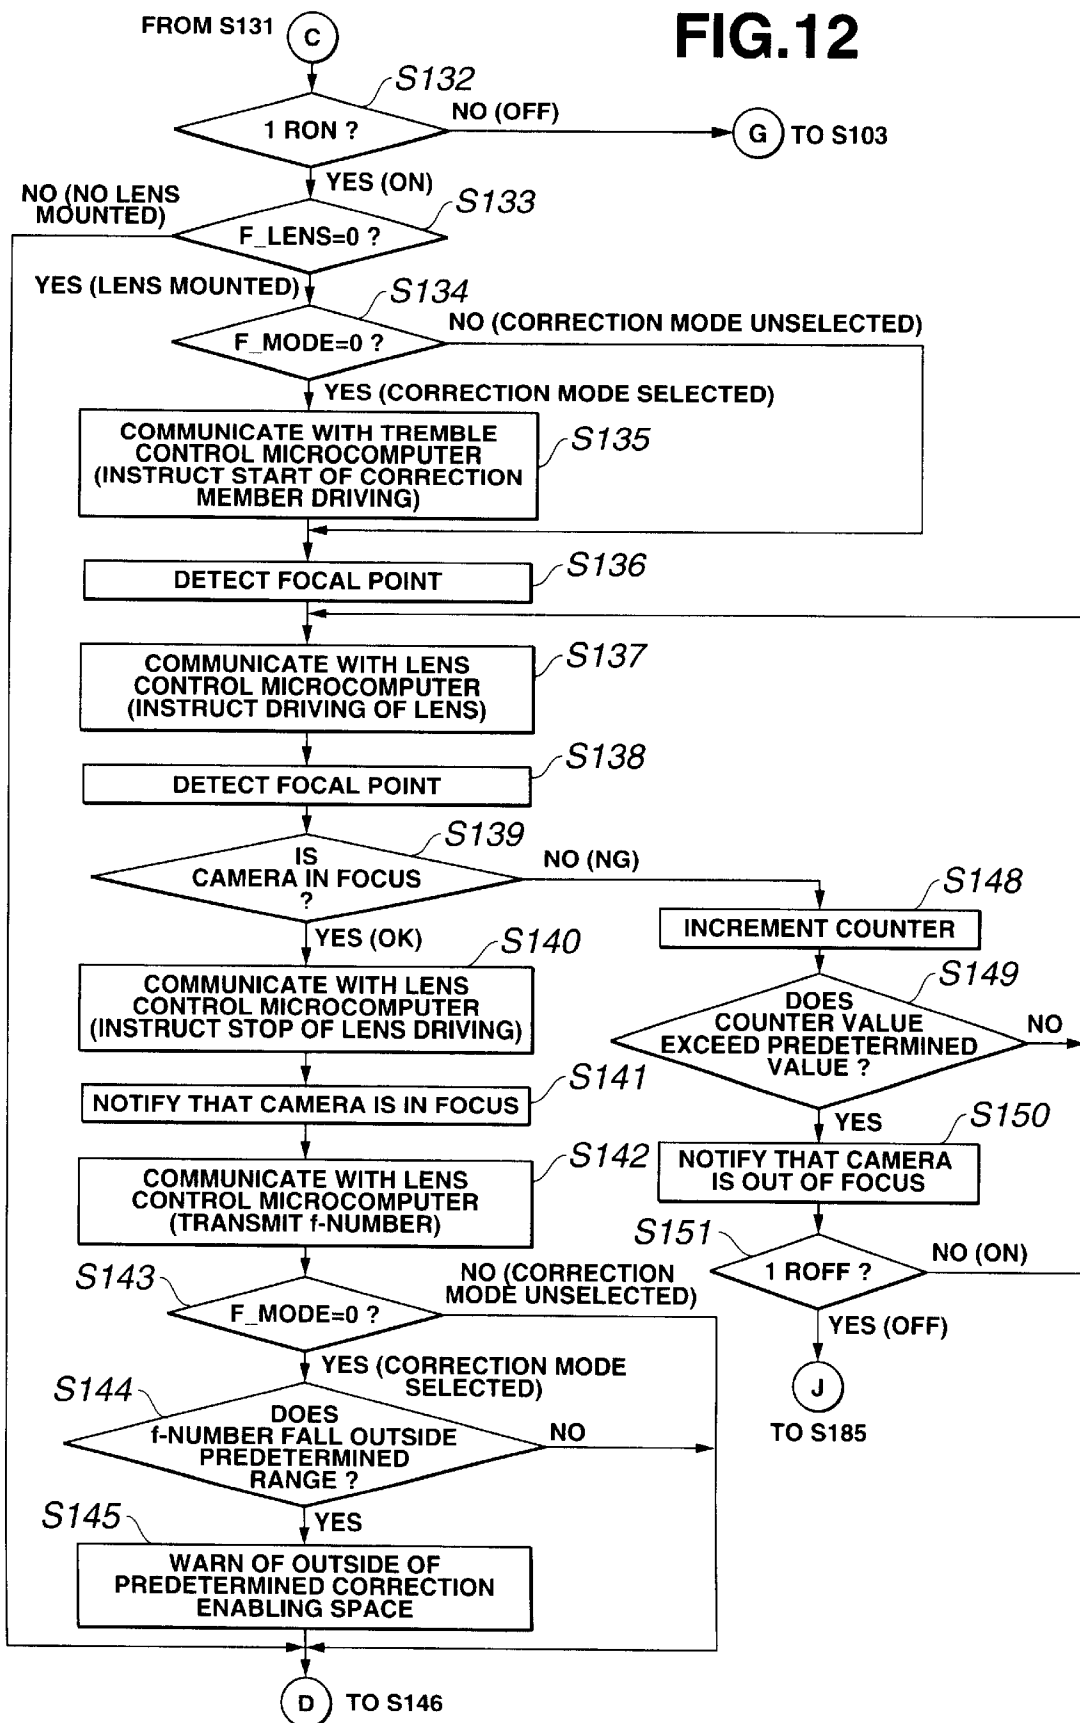 FROM S131
C
FIG.12
S132
1 RON ?
NO (OFF)
G
TO S103
YES (ON)
NO (NO LENS
MOUNTED)
S133
F_LENS=0 ?
YES (LENS MOUNTED)
S134
NO (CORRECTION MODE UNSELECTED)
F_MODE=0 ?
YES (CORRECTION MODE SELECTED)
COMMUNICATE WITH TREMBLE
CONTROL MICROCOMPUTER
(INSTRUCT START OF CORRECTION
MEMBER DRIVING)
S135
DETECT FOCAL POINT
S136
COMMUNICATE WITH LENS
CONTROL MICROCOMPUTER
(INSTRUCT DRIVING OF LENS)
S137
DETECT FOCAL POINT
S138
S139
IS
CAMERA IN FOCUS
?
NO (NG)
YES (OK)
S140
COMMUNICATE WITH LENS
CONTROL MICROCOMPUTER
(INSTRUCT STOP OF LENS DRIVING)
S148
INCREMENT COUNTER
S149
DOES
COUNTER VALUE
EXCEED PREDETERMINED
VALUE ?
NO
YES
S141
NOTIFY THAT CAMERA IS IN FOCUS
S142
COMMUNICATE WITH LENS
CONTROL MICROCOMPUTER
(TRANSMIT f-NUMBER)
S150
NOTIFY THAT CAMERA
IS OUT OF FOCUS
S151
1 ROFF ?
NO (ON)
YES (OFF)
J
TO S185
S143
F_MODE=0 ?
NO (CORRECTION
MODE UNSELECTED)
YES (CORRECTION MODE
SELECTED)
S144
DOES
f-NUMBER FALL OUTSIDE
PREDETERMINED
RANGE ?
NO
YES
S145
WARN OF OUTSIDE OF
PREDETERMINED CORRECTION
ENABLING SPACE
D
TO S146